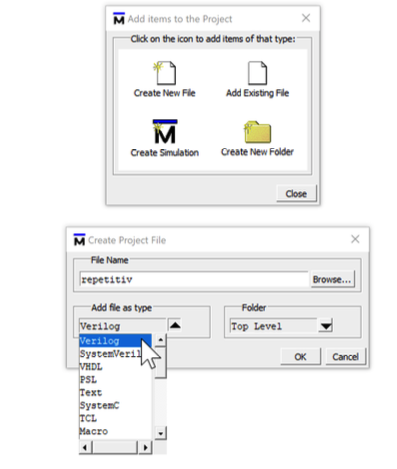 Add items to the Project
Click on the icon to add items of that type:
Create New File Add Existing File
Create Simulation Create New Folder
Close
Create Project File
File Name
repetitiv Browse...
Add file as type Folder
Verilog Top Level
Verilog
SystemVeril
VHDL
PSL
Text
SystemC
TCL
Macro
OK Cancel